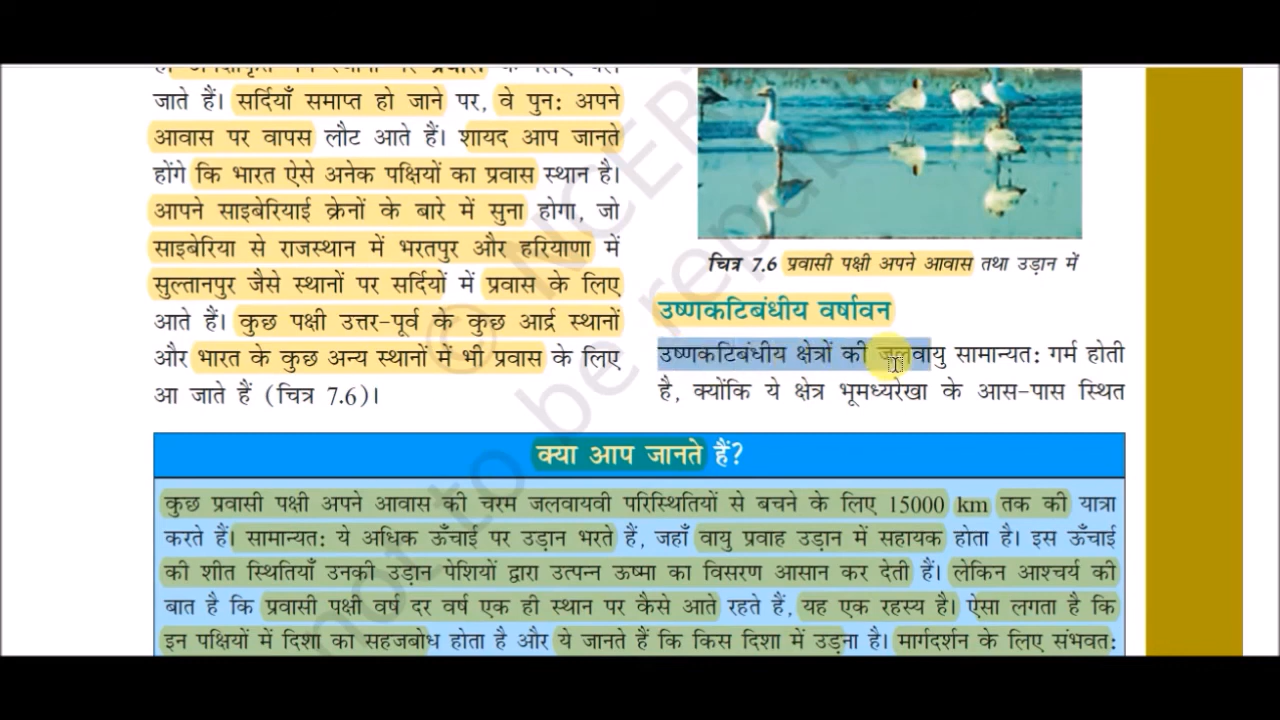 जाते हैं। सर्दियाँ समाप्त हो जाने पर, वे पुन: अपने
आवास पर वापस लौट आते हैं। शायद आप जानते
होंगे कि भारत ऐसे अनेक पक्षियों का प्रवास स्थान है।
आपने साइबेरियाई क्रेनों के बारे में सुना होगा, जो
साइबेरिया से राजस्थान में भरतपुर और हरियाणा में
सुल्तानपुर जैसे स्थानों पर सर्दियों में प्रवास के लिए
आते हैं। कुछ पक्षी उत्तर-पूर्व के कुछ आर्द्र स्थानों
और भारत के कुछ अन्य स्थानों में भी प्रवास के लिए
आ जाते हैं (चित्र 7.6)।
चित्र 7.6 प्रवासी पक्षी अपने आवास तथा उड़ान में
उष्णकटिबंधीय वर्षावन
उष्णकटिबंधीय क्षेत्रों की जलवायु सामान्यत: गर्म होती
है, क्योंकि ये क्षेत्र भूमध्यरेखा के आस-पास स्थित
क्या आप जानते हैं?
कुछ प्रवासी पक्षी अपने आवास की चरम जलवायवी परिस्थितियों से बचने के लिए 15000 km तक की यात्रा
करते हैं। सामान्यत: ये अधिक ऊँचाई पर उड़ान भरते हैं, जहाँ वायु प्रवाह उड़ान में सहायक होता है। इस ऊँचाई
की शीत स्थितियाँ उनकी उड़ान पेशियों द्वारा उत्पन्न ऊष्मा का विसरण आसान कर देती हैं। लेकिन आश्चर्य की
बात है कि प्रवासी पक्षी वर्ष दर वर्ष एक ही स्थान पर कैसे आते रहते हैं, यह एक रहस्य है। ऐसा लगता है कि
इन पक्षियों में दिशा का सहजबोध होता है और ये जानते हैं कि किस दिशा में उड़ना है। मार्गदर्शन के लिए संभवत:
© NCERT
not to be republ